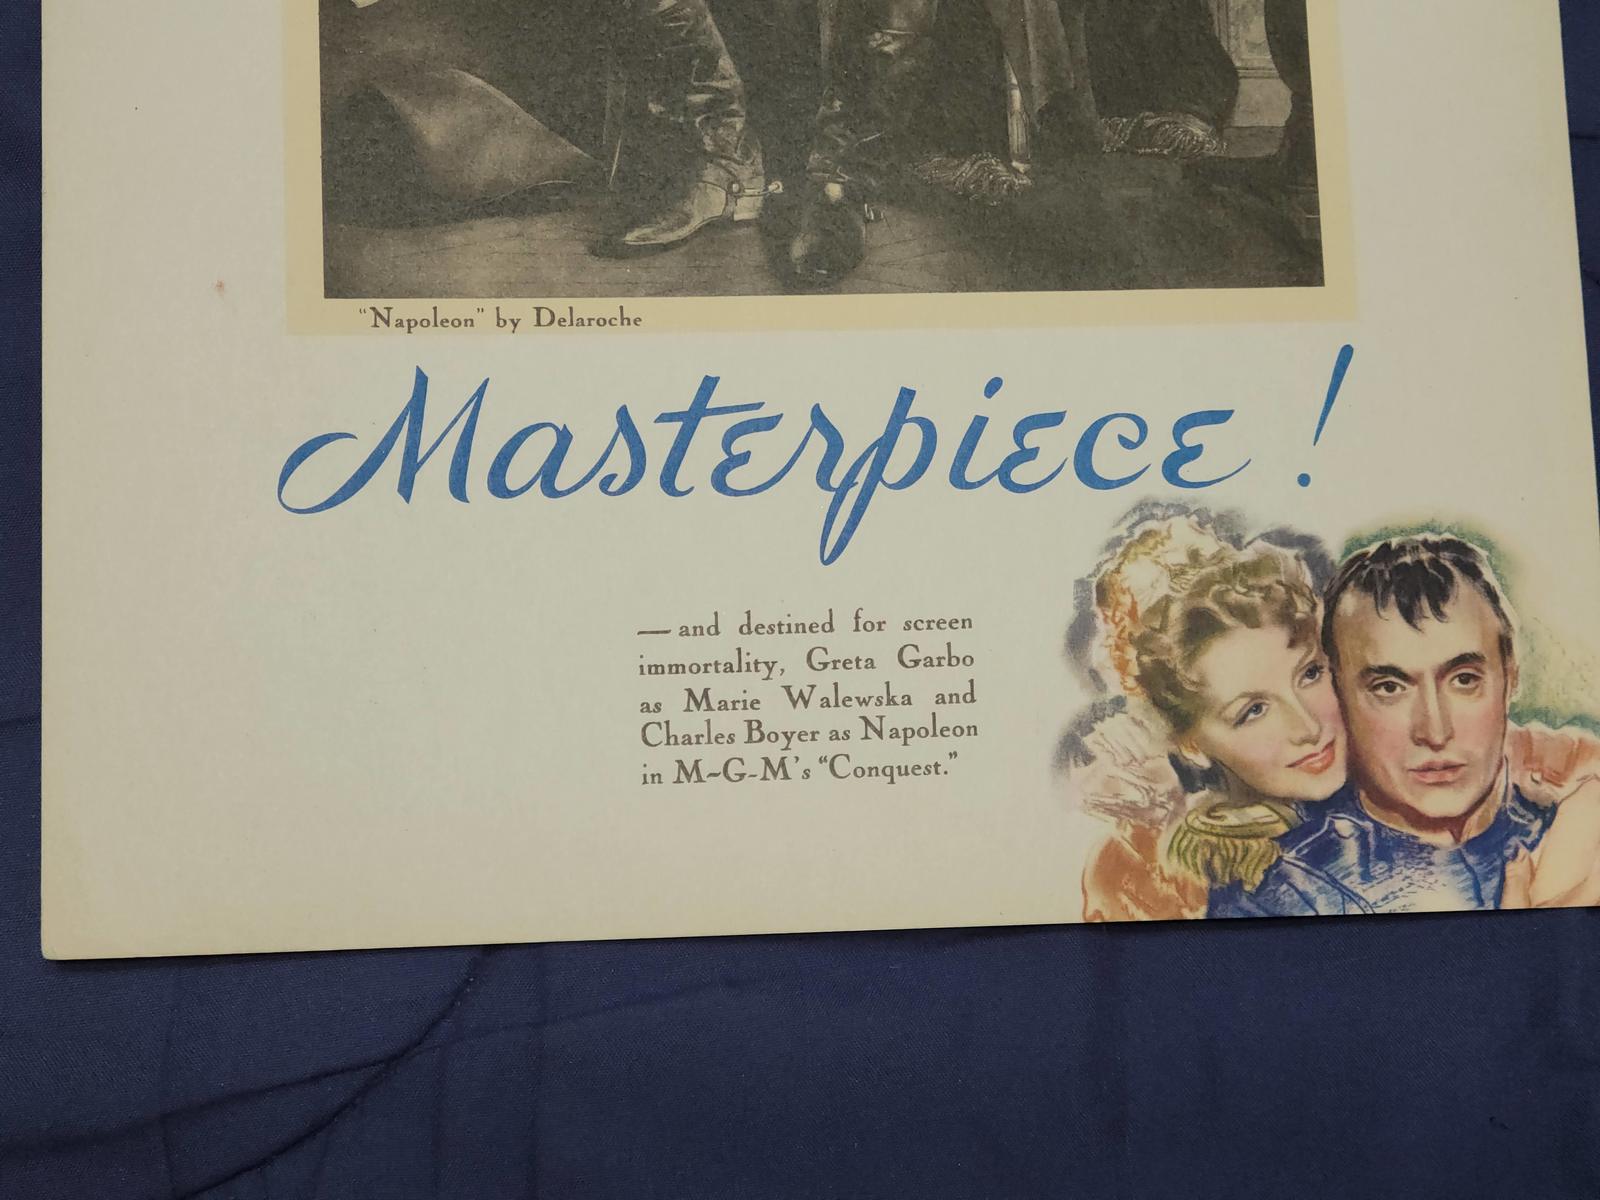 "Napoleon" by Delaroche
Masterpiece!
— and destined for screen
immortality, Greta Garbo
as Marie Walewska and
Charles Boyer as Napoleon
in M-G-M's "Conquest."